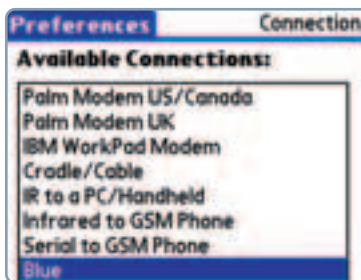 Preferences Connection
Available Connections:
Palm Modem US/Canada
Palm Modem UK
IBM WorkPad Modem
Cradle/Cable
IR to a PC/Handheld
Infrared to GSM Phone
Serial to GSM Phone
Blue